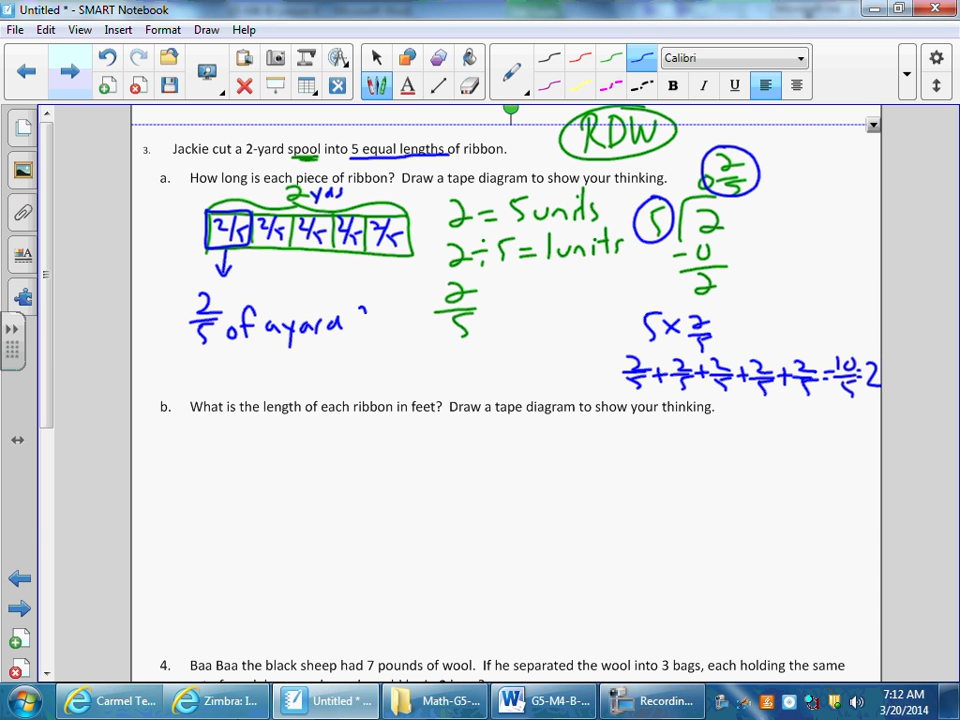 Untitled * - SMART Notebook
File Edit View Insert Format Draw Help
Calibri
B I U
RDW
3. Jackie cut a 2-yard spool into 5 equal lengths of ribbon.
a. How long is each piece of ribbon? Draw a tape diagram to show your thinking.
2 yds
2/5 2/5 2/5 2/5 2/5
2 = 5 units
2 ÷ 5 = 1 units
2/5
0 2/5
5 2
- 0
2
2/5 of a yard
5 × 2/5
2/5 + 2/5 + 2/5 + 2/5 + 2/5 = 10/5 = 2
b. What is the length of each ribbon in feet? Draw a tape diagram to show your thinking.
4. Baa Baa the black sheep had 7 pounds of wool. If he separated the wool into 3 bags, each holding the same
Carmel Te... Zimbra: I... Untitled * ... Math-G5-... G5-M4-B-... Recordin...
7:12 AM
3/20/2014